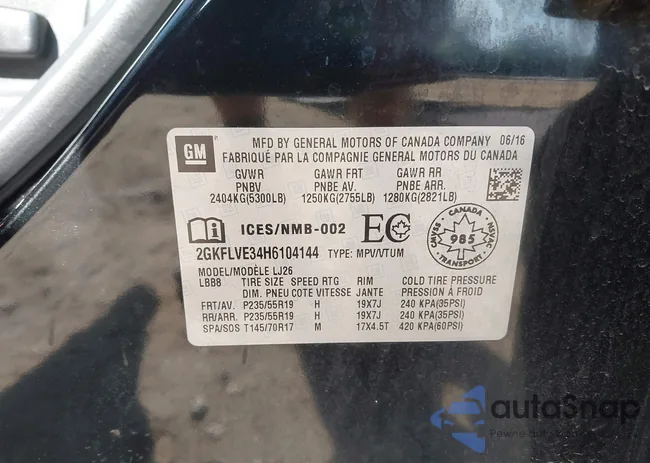 GM
MFD BY GENERAL MOTORS OF CANADA COMPANY 06/16
FABRIQUÉ PAR LA COMPAGNIE GENERAL MOTORS DU CANADA
GVWR GAWR FRT GAWR RR
PNBV PNBE AV. PNBE ARR.
2404KG(5300LB) 1250KG(2755LB) 1280KG(2821LB)
i ICES/NMB-002 EC
CANADA
CMVSS 985 NSVAC
TRANSPORT
2GKFLVE34H6104144 TYPE: MPV/VTUM
MODEL/MODÈLE LJ26
LBB8 TIRE SIZE SPEED RTG RIM COLD TIRE PRESSURE
DIM. PNEU COTE VITESSE JANTE PRESSION À FROID
FRT/AV. P235/55R19 H 19X7J 240 KPA(35PSI)
RR/ARR. P235/55R19 H 19X7J 240 KPA(35PSI)
SPA/SOS T145/70R17 M 17X4.5T 420 KPA(60PSI)
autoSnap